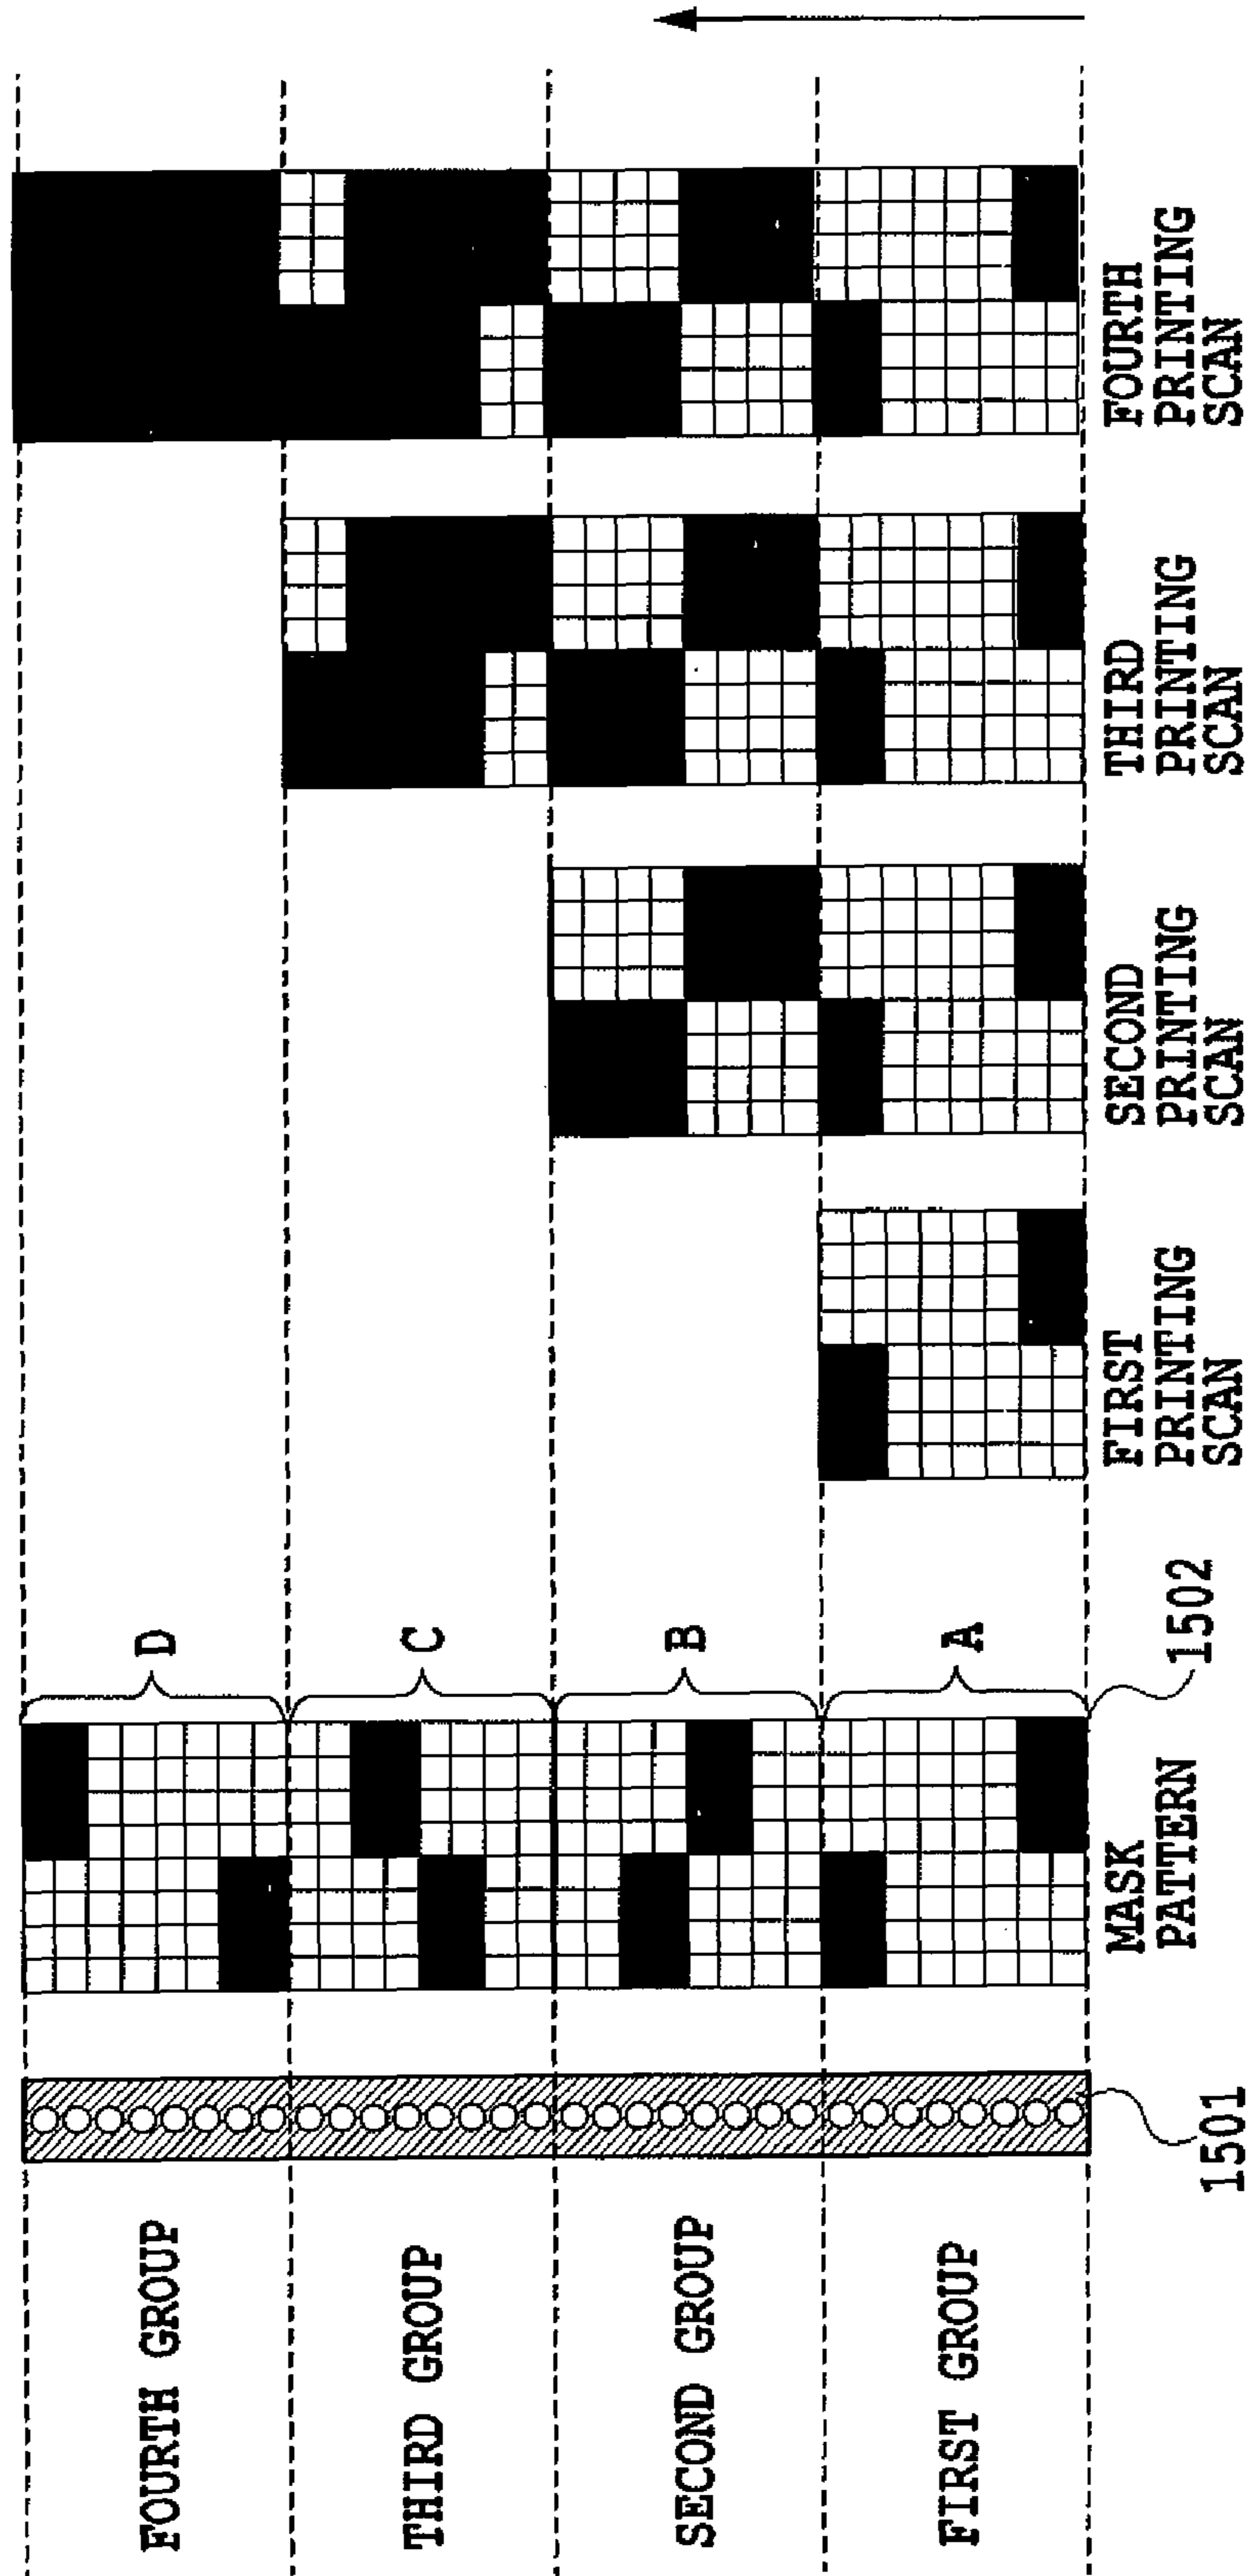 FOURTH GROUP
THIRD GROUP
SECOND GROUP
FIRST GROUP
1501
D
C
B
A
1502
MASK
PATTERN
FIRST
PRINTING
SCAN
SECOND
PRINTING
SCAN
THIRD
PRINTING
SCAN
FOURTH
PRINTING
SCAN